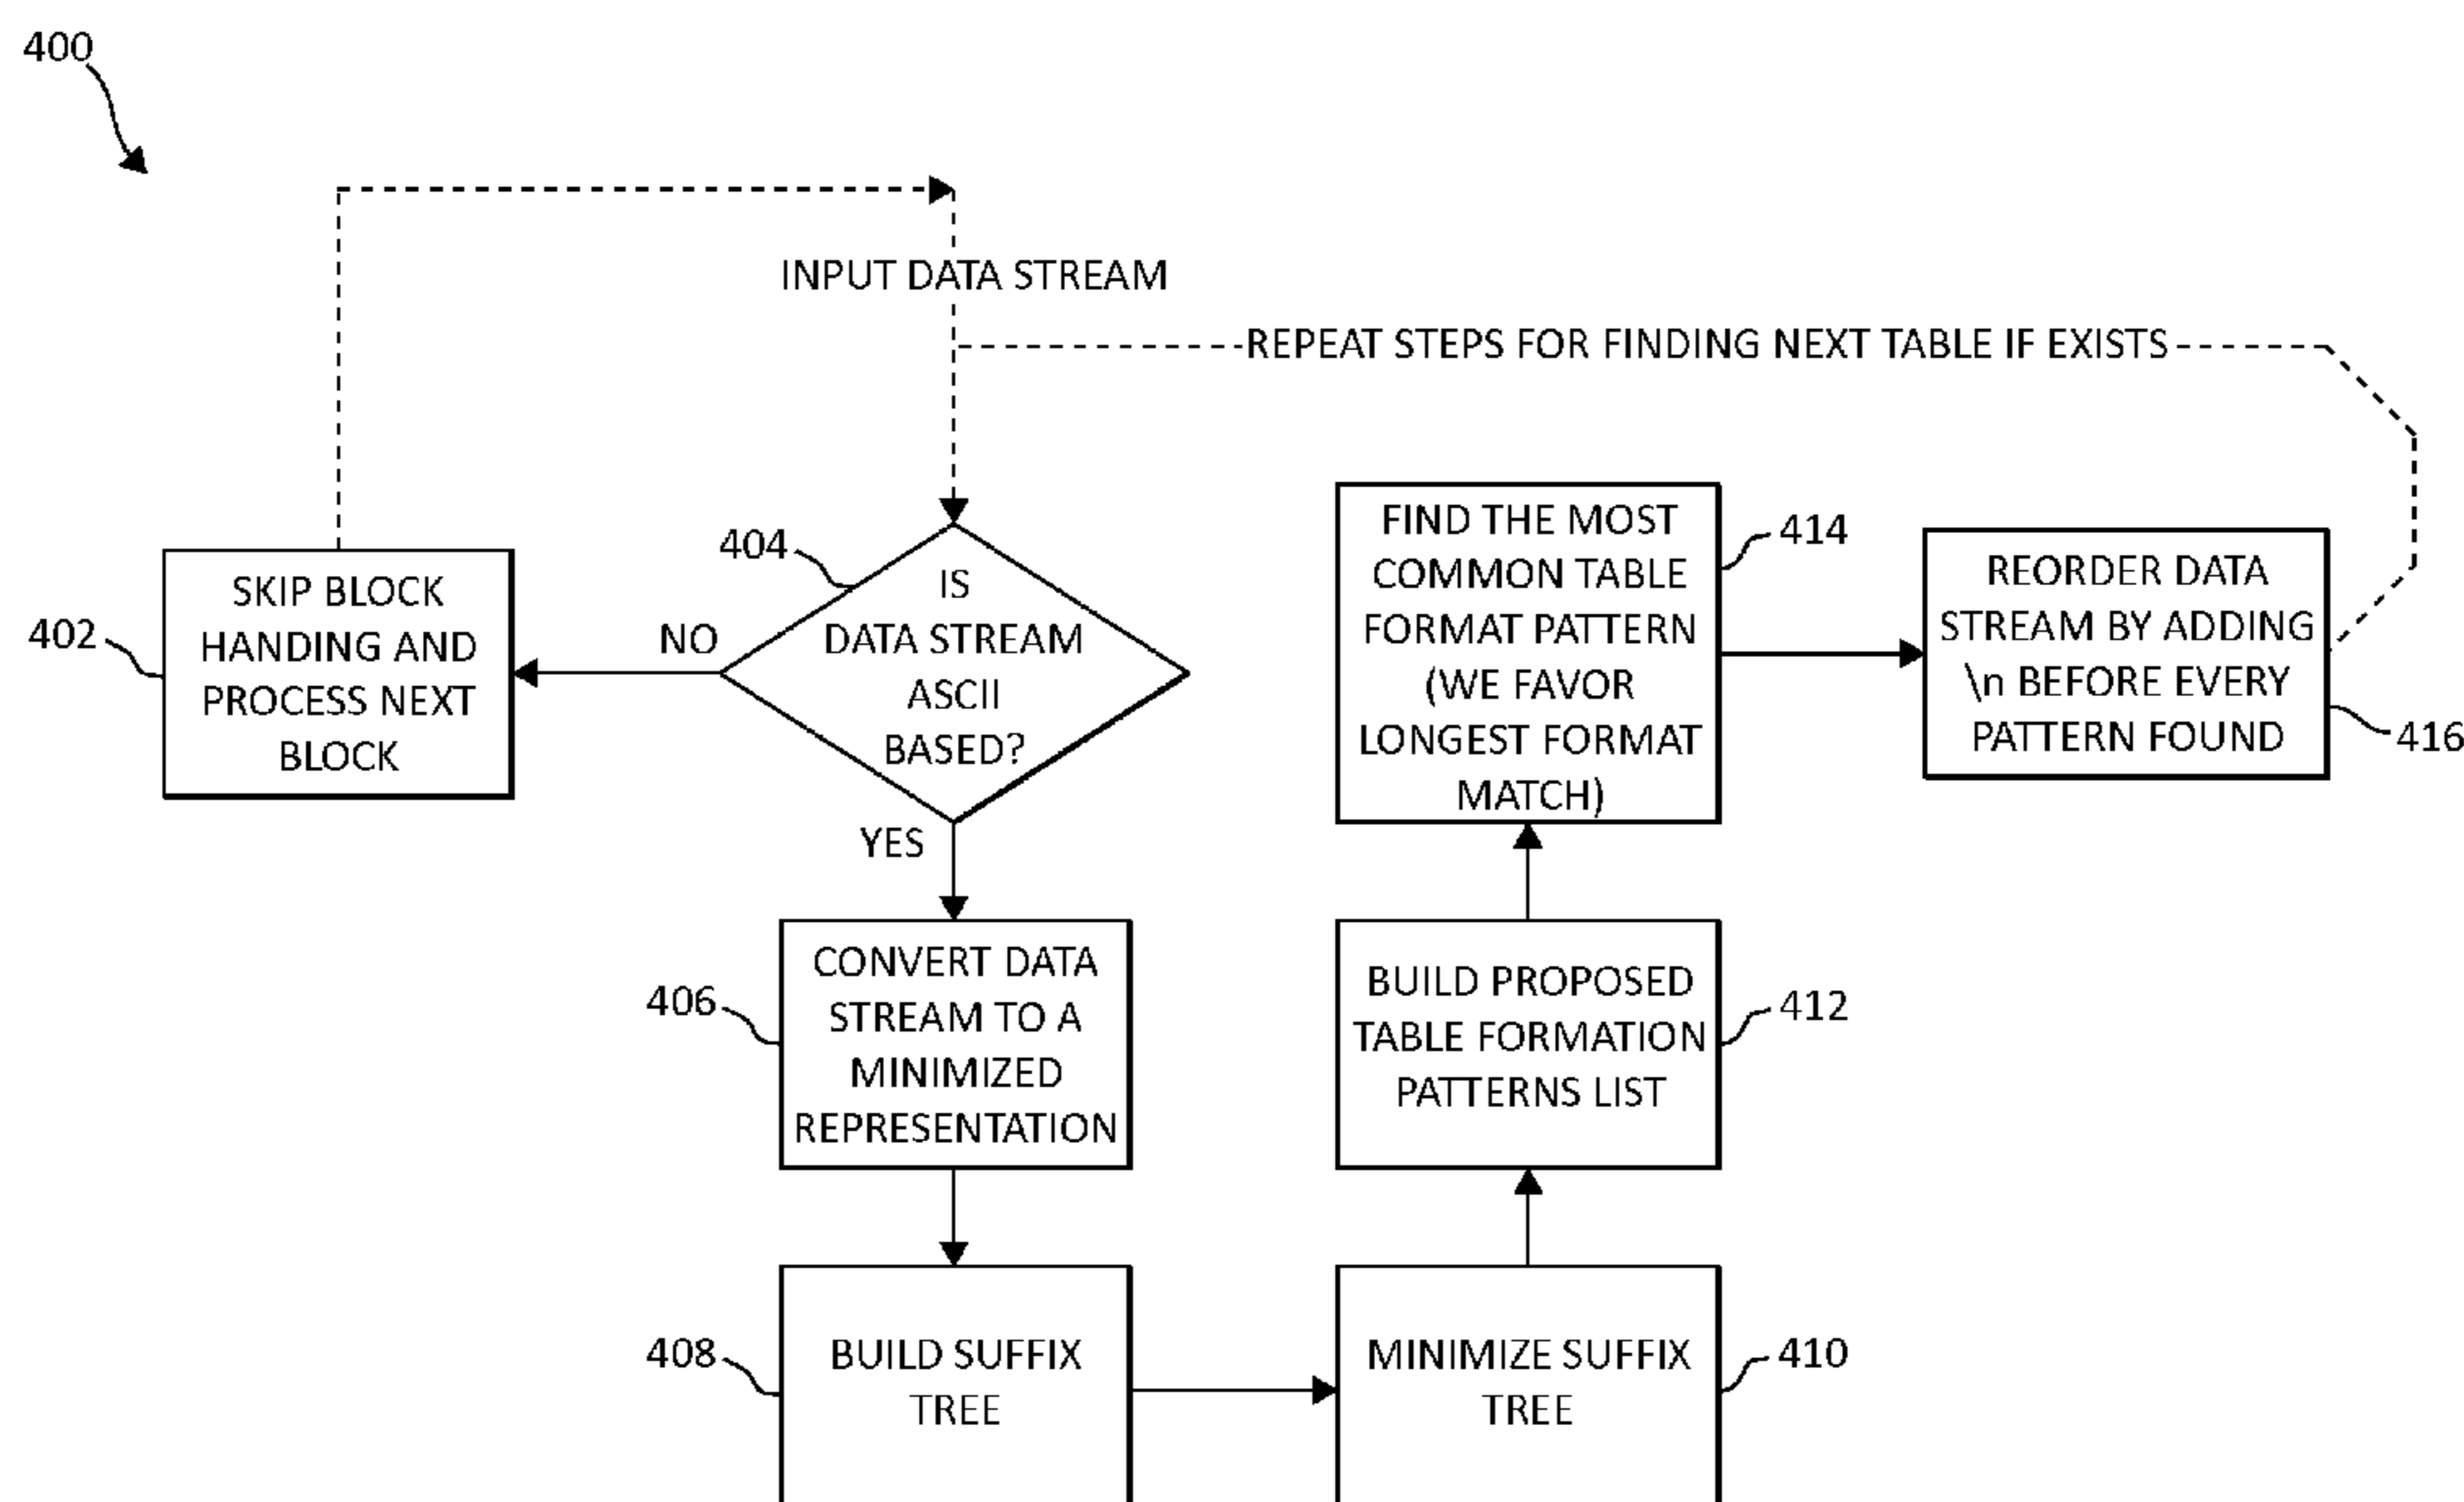 400
INPUT DATA STREAM
REPEAT STEPS FOR FINDING NEXT TABLE IF EXISTS
402
SKIP BLOCK
HANDING AND
PROCESS NEXT
BLOCK
NO
404
IS
DATA STREAM
ASCII
BASED?
YES
406
CONVERT DATA
STREAM TO A
MINIMIZED
REPRESENTATION
408
BUILD SUFFIX
TREE
MINIMIZE SUFFIX
TREE
410
BUILD PROPOSED
TABLE FORMATION
PATTERNS LIST
412
FIND THE MOST
COMMON TABLE
FORMAT PATTERN
(WE FAVOR
LONGEST FORMAT
MATCH)
414
REORDER DATA
STREAM BY ADDING
\n BEFORE EVERY
PATTERN FOUND
416